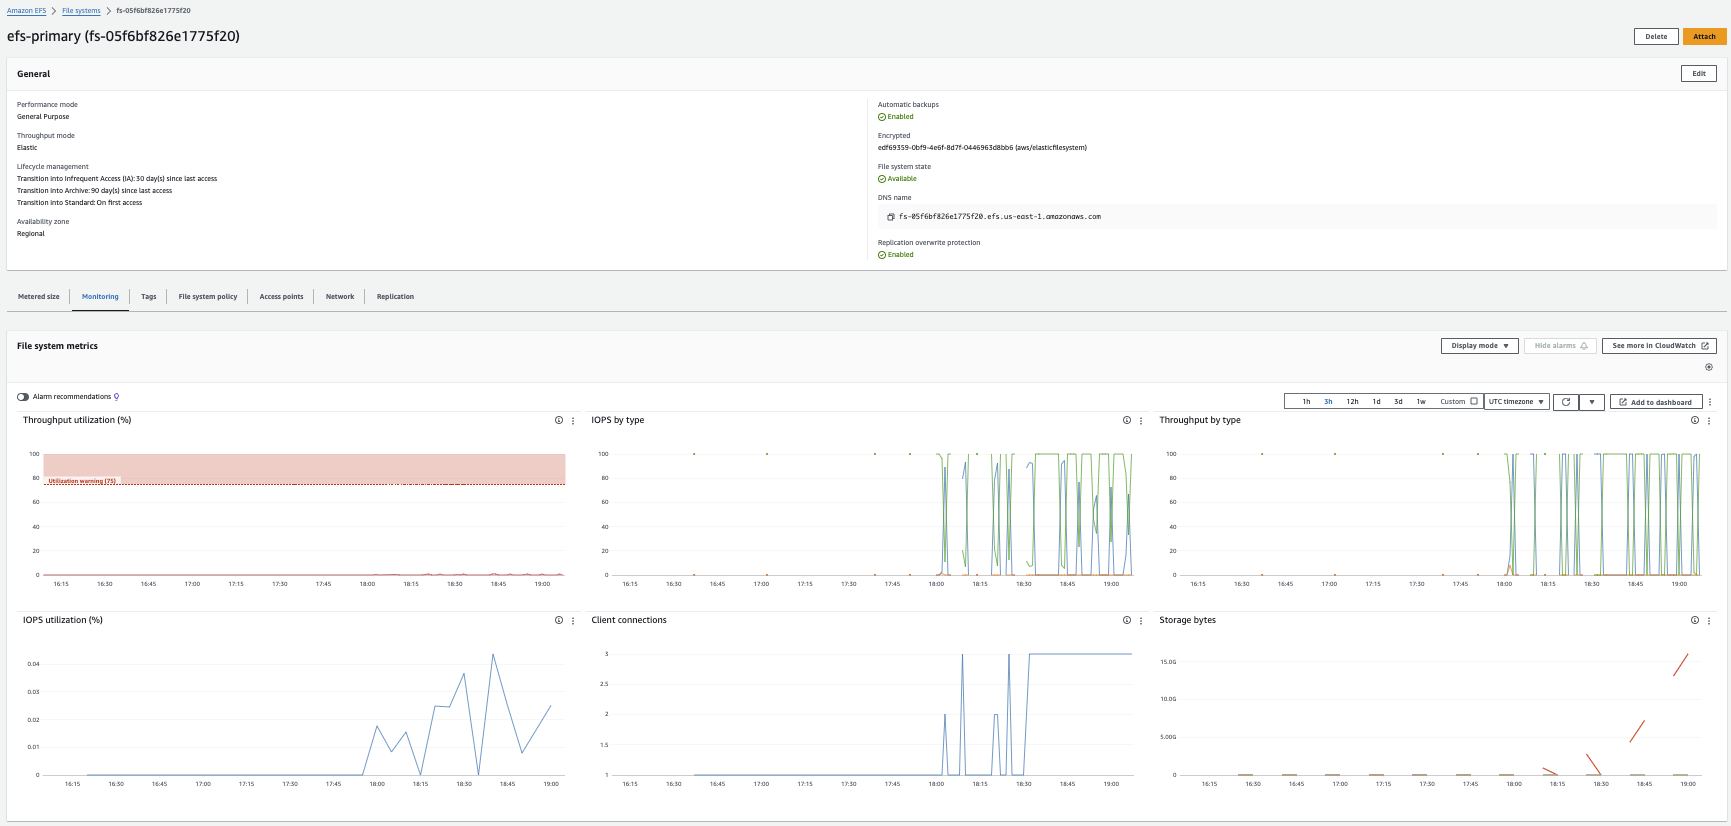 Amazon EFS > File systems > fs-05f6bf826e1775f20
efs-primary (fs-05f6bf826e1775f20)
Delete
Attach
General
Edit
Performance mode
General Purpose
Throughput mode
Elastic
Lifecycle management
Transition into Infrequent Access (IA): 30 day(s) since last access
Transition into Archive: 90 day(s) since last access
Transition into Standard: On first access
Availability zone
Regional
Automatic backups
Enabled
Encrypted
edf69359-0bf9-4e6f-8d7f-0446963d8bb6 (aws/elasticfilesystem)
File system state
Available
DNS name
fs-05f6bf826e1775f20.efs.us-east-1.amazonaws.com
Replication overwrite protection
Enabled
Metered size
Monitoring
Tags
File system policy
Access points
Network
Replication
File system metrics
Display mode
Hide alarms
See more in CloudWatch
Alarm recommendations
1h 3h 12h 1d 3d 1w Custom
UTC timezone
Add to dashboard
Throughput utilization (%)
100
80
Utilization warning (75)
60
40
20
0
16:15 16:30 16:45 17:00 17:15 17:30 17:45 18:00 18:15 18:30 18:45 19:00
IOPS by type
100
80
60
40
20
0
16:15 16:30 16:45 17:00 17:15 17:30 17:45 18:00 18:15 18:30 18:45 19:00
Throughput by type
100
80
60
40
20
0
16:15 16:30 16:45 17:00 17:15 17:30 17:45 18:00 18:15 18:30 18:45 19:00
IOPS utilization (%)
0.04
0.03
0.02
0.01
0
16:15 16:30 16:45 17:00 17:15 17:30 17:45 18:00 18:15 18:30 18:45 19:00
Client connections
3
2.5
2
1.5
1
16:15 16:30 16:45 17:00 17:15 17:30 17:45 18:00 18:15 18:30 18:45 19:00
Storage bytes
15.0G
10.0G
5.00G
0
16:15 16:30 16:45 17:00 17:15 17:30 17:45 18:00 18:15 18:30 18:45 19:00